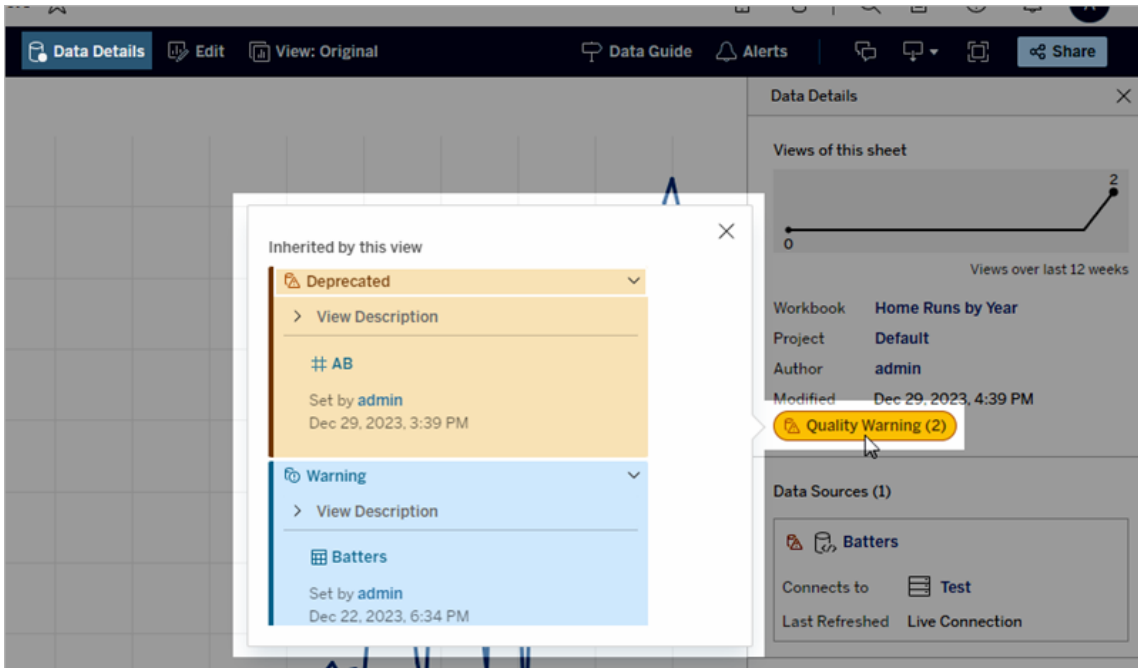 Data Details
Edit
View: Original
Data Guide
Alerts
Share
Data Details
Views of this sheet
2
0
Views over last 12 weeks
Workbook Home Runs by Year
Project Default
Author admin
Modified Dec 29, 2023, 4:39 PM
Quality Warning (2)
Data Sources (1)
Batters
Connects to Test
Last Refreshed Live Connection
Inherited by this view
Deprecated
View Description
AB
Set by admin
Dec 29, 2023, 3:39 PM
Warning
View Description
Batters
Set by admin
Dec 22, 2023, 6:34 PM